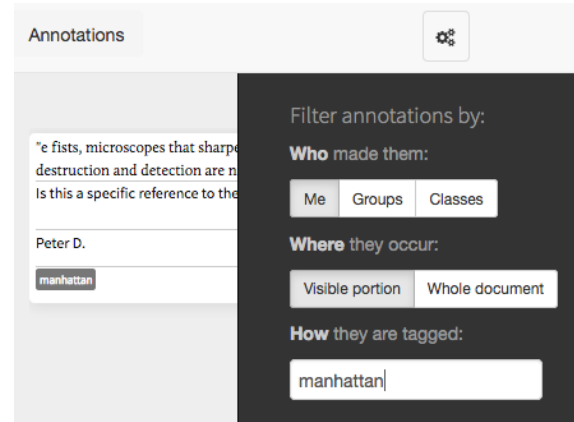 Annotations
"e fists, microscopes that sharpe
destruction and detection are n
Is this a specific reference to the
Peter D.
manhattan
Filter annotations by:
Who made them:
Me Groups Classes
Where they occur:
Visible portion Whole document
How they are tagged:
manhattan